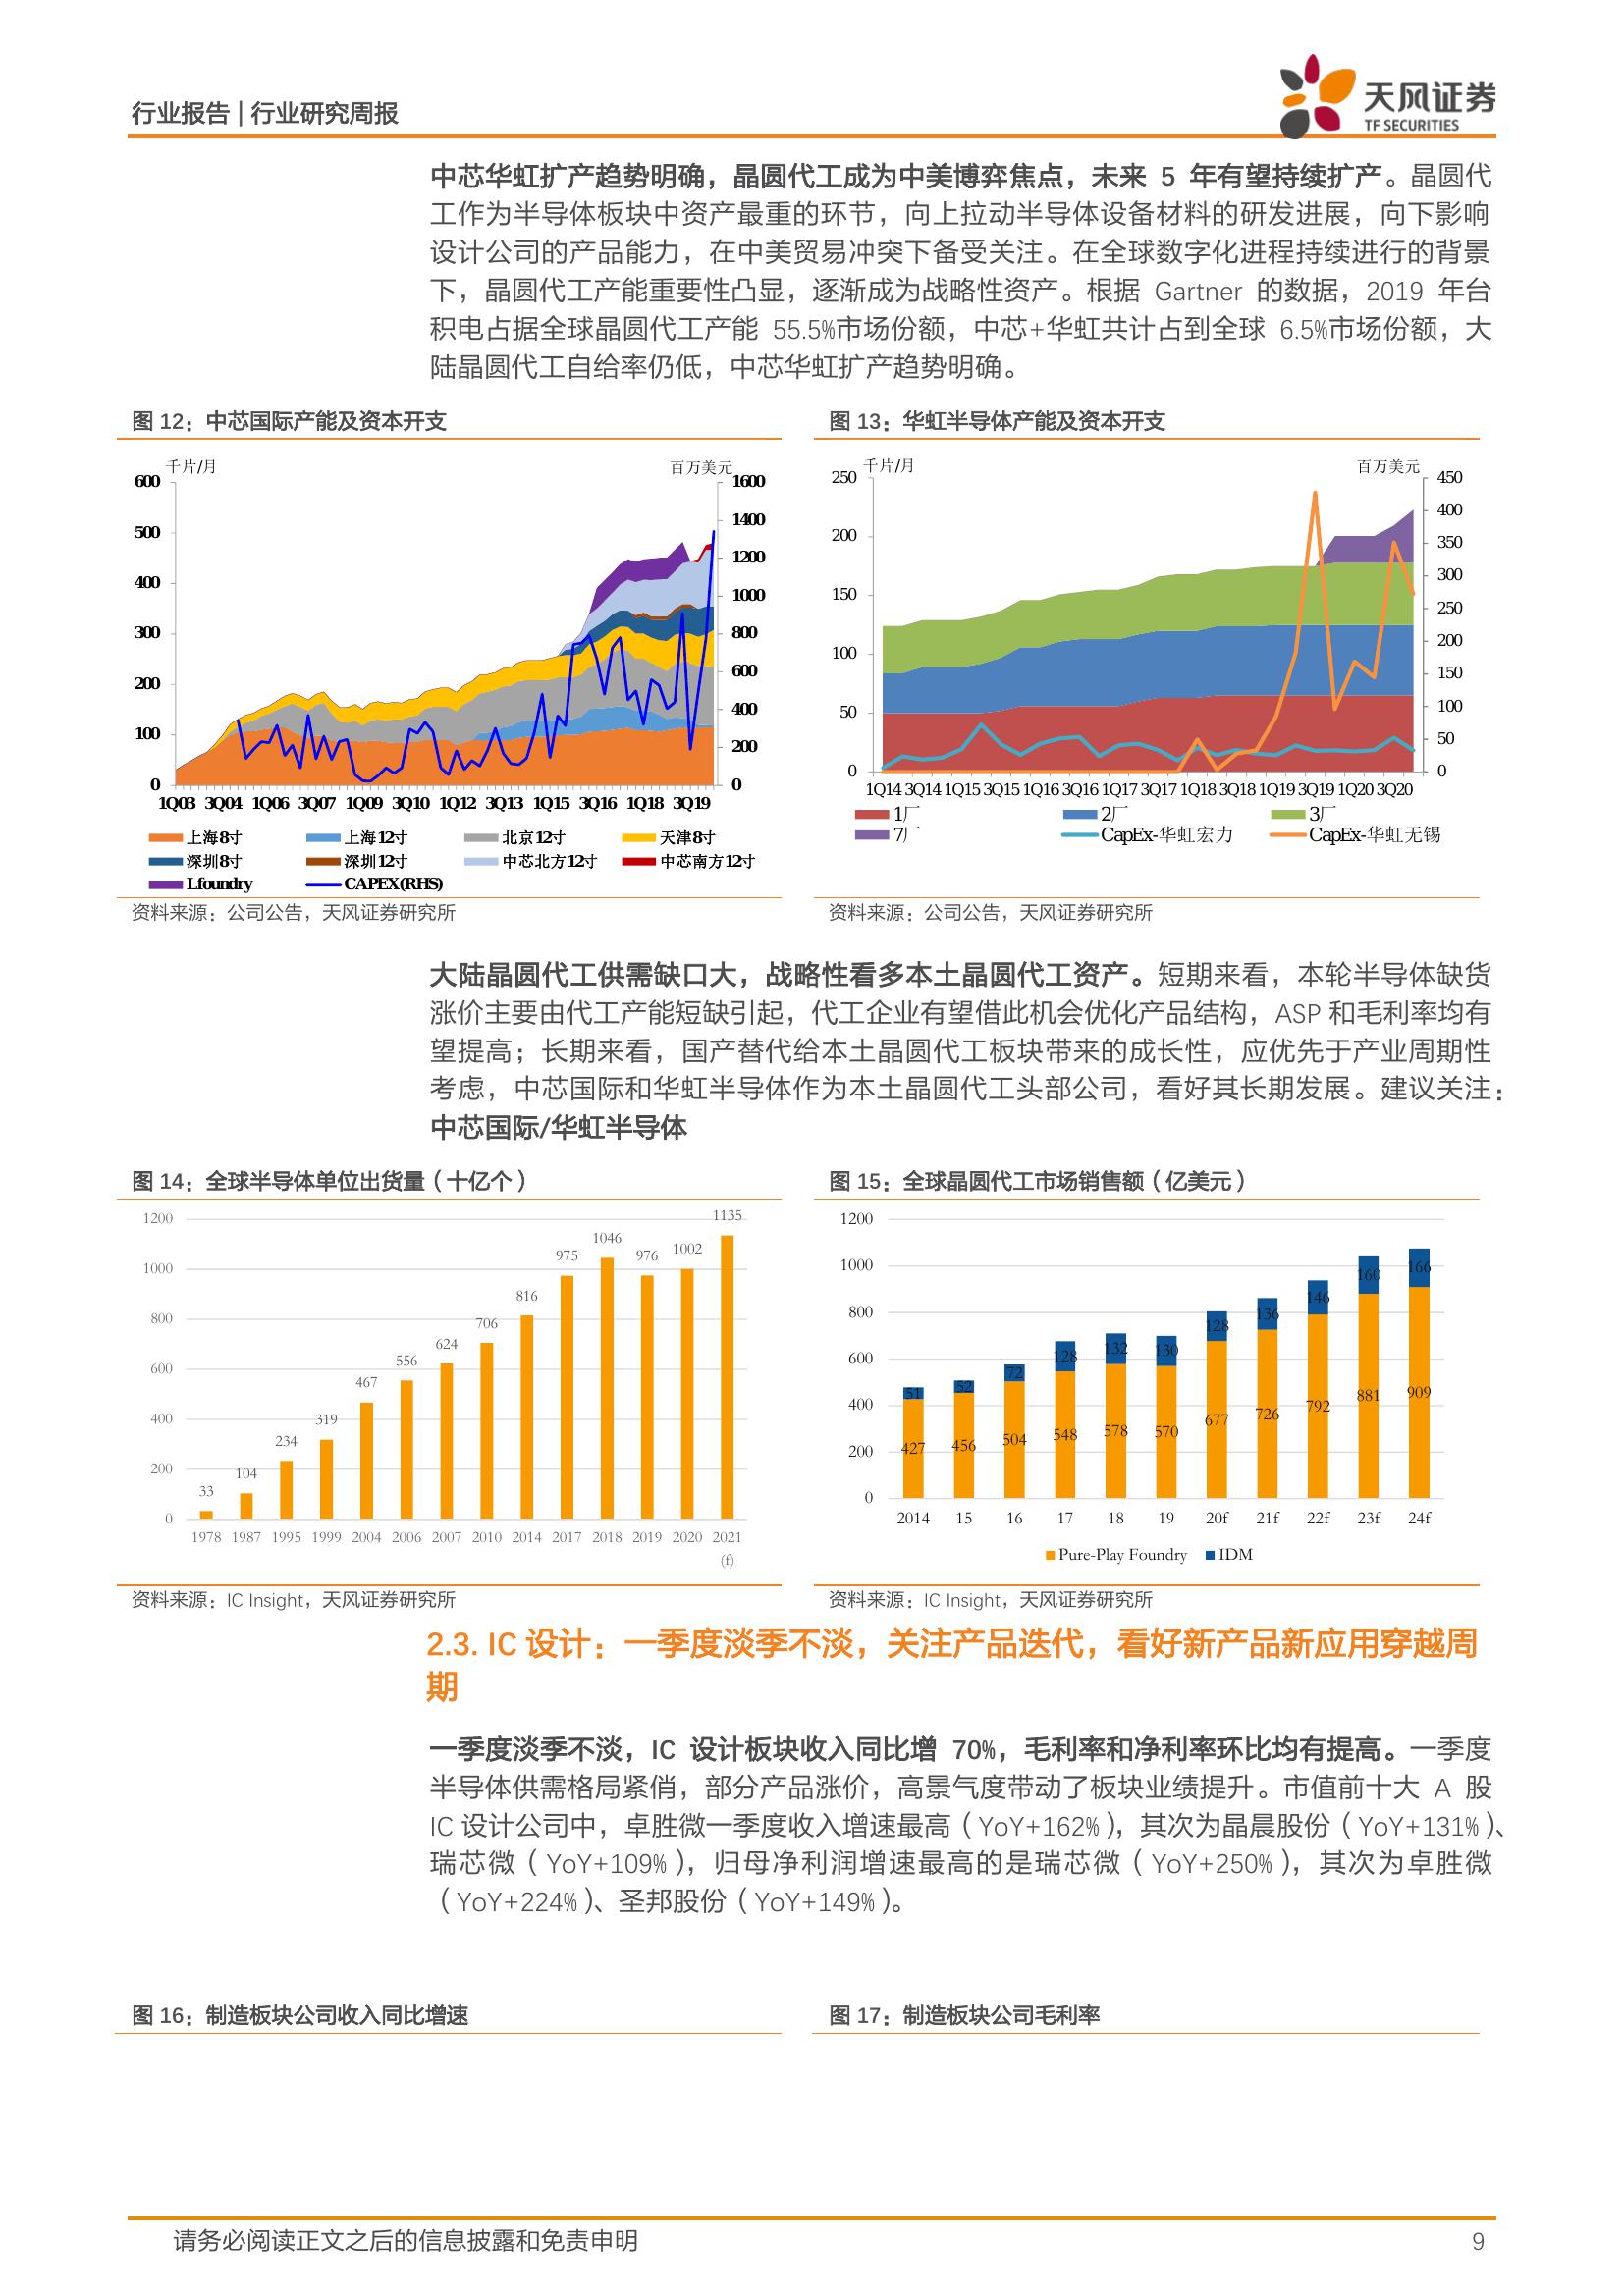 行业报告 | 行业研究周报
天风证券
TF SECURITIES
中芯华虹扩产趋势明确，晶圆代工成为中美博弈焦点，未来 5 年有望持续扩产。晶圆代
工作为半导体板块中资产最重的环节，向上拉动半导体设备材料的研发进展，向下影响
设计公司的产品能力，在中美贸易冲突下备受关注。在全球数字化进程持续进行的背景
下，晶圆代工产能重要性凸显，逐渐成为战略性资产。根据 Gartner 的数据，2019 年台
积电占据全球晶圆代工产能 55.5%市场份额，中芯+华虹共计占到全球 6.5%市场份额，大
陆晶圆代工自给率仍低，中芯华虹扩产趋势明确。
图 12：中芯国际产能及资本开支
千片/月 百万美元
600 1600
500 1400
400 1200
300 1000
200 800
100 600
0 400
200
0
1Q03 3Q04 1Q06 3Q07 1Q09 3Q10 1Q12 3Q13 1Q15 3Q16 1Q18 3Q19
上海8寸 上海12寸 北京12寸 天津8寸
深圳8寸 深圳12寸 中芯北方12寸 中芯南方12寸
Lfoundry CAPEX(RHS)
资料来源：公司公告，天风证券研究所
图 13：华虹半导体产能及资本开支
千片/月 百万美元
250 450
200 400
150 350
100 300
50 250
0 200
150
100
50
0
1Q14 3Q14 1Q15 3Q15 1Q16 3Q16 1Q17 3Q17 1Q18 3Q18 1Q19 3Q19 1Q20 3Q20
1厂 2厂 3厂
7厂 CapEx-华虹宏力 CapEx-华虹无锡
资料来源：公司公告，天风证券研究所
大陆晶圆代工供需缺口大，战略性看多本土晶圆代工资产。短期来看，本轮半导体缺货
涨价主要由代工产能短缺引起，代工企业有望借此机会优化产品结构，ASP 和毛利率均有
望提高；长期来看，国产替代给本土晶圆代工板块带来的成长性，应优先于产业周期性
考虑，中芯国际和华虹半导体作为本土晶圆代工头部公司，看好其长期发展。建议关注：
中芯国际/华虹半导体
图 14：全球半导体单位出货量（十亿个）
1200
1000
800
600
400
200
0
33 104 234 319 467 556 624 706 816 975 1046 976 1002 1135
1978 1987 1995 1999 2004 2006 2007 2010 2014 2017 2018 2019 2020 2021
(f)
资料来源：IC Insight，天风证券研究所
图 15：全球晶圆代工市场销售额（亿美元）
1200
1000
800
600
400
200
0
51 52 72 128 132 130 128 136 146 160 166
427 456 504 548 578 570 677 726 792 881 909
2014 15 16 17 18 19 20f 21f 22f 23f 24f
Pure-Play Foundry IDM
资料来源：IC Insight，天风证券研究所
2.3. IC 设计：一季度淡季不淡，关注产品迭代，看好新产品新应用穿越周
期
一季度淡季不淡，IC 设计板块收入同比增 70%，毛利率和净利率环比均有提高。一季度
半导体供需格局紧俏，部分产品涨价，高景气度带动了板块业绩提升。市值前十大 A 股
IC 设计公司中，卓胜微一季度收入增速最高（YoY+162%），其次为晶晨股份（YoY+131%）、
瑞芯微（YoY+109%），归母净利润增速最高的是瑞芯微（YoY+250%），其次为卓胜微
（YoY+224%）、圣邦股份（YoY+149%）。
图 16：制造板块公司收入同比增速
图 17：制造板块公司毛利率
请务必阅读正文之后的信息披露和免责申明 9